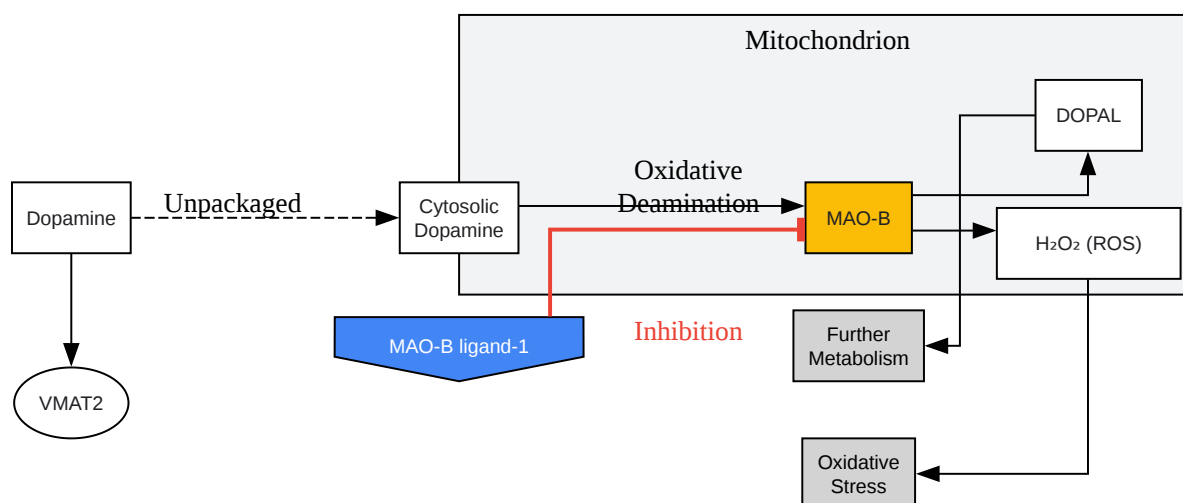 Mitochondrion
DOPAL
Unpackaged
Oxidative
Deamination
Dopamine
Cytosolic
Dopamine
MAO-B
H₂O₂ (ROS)
MAO-B ligand-1
Inhibition
Further
Metabolism
VMAT2
Oxidative
Stress